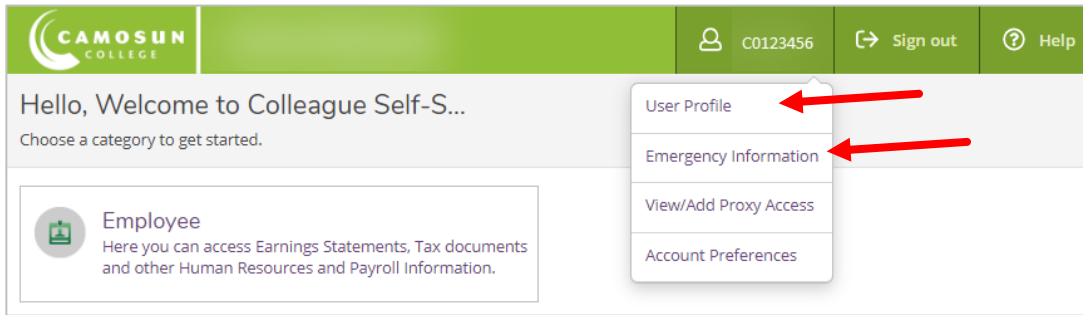 CAMOSUN
COLLEGE
C0123456
Sign out
Help
Hello, Welcome to Colleague Self-S...
Choose a category to get started.
User Profile
Emergency Information
View/Add Proxy Access
Account Preferences
Employee
Here you can access Earnings Statements, Tax documents
and other Human Resources and Payroll Information.